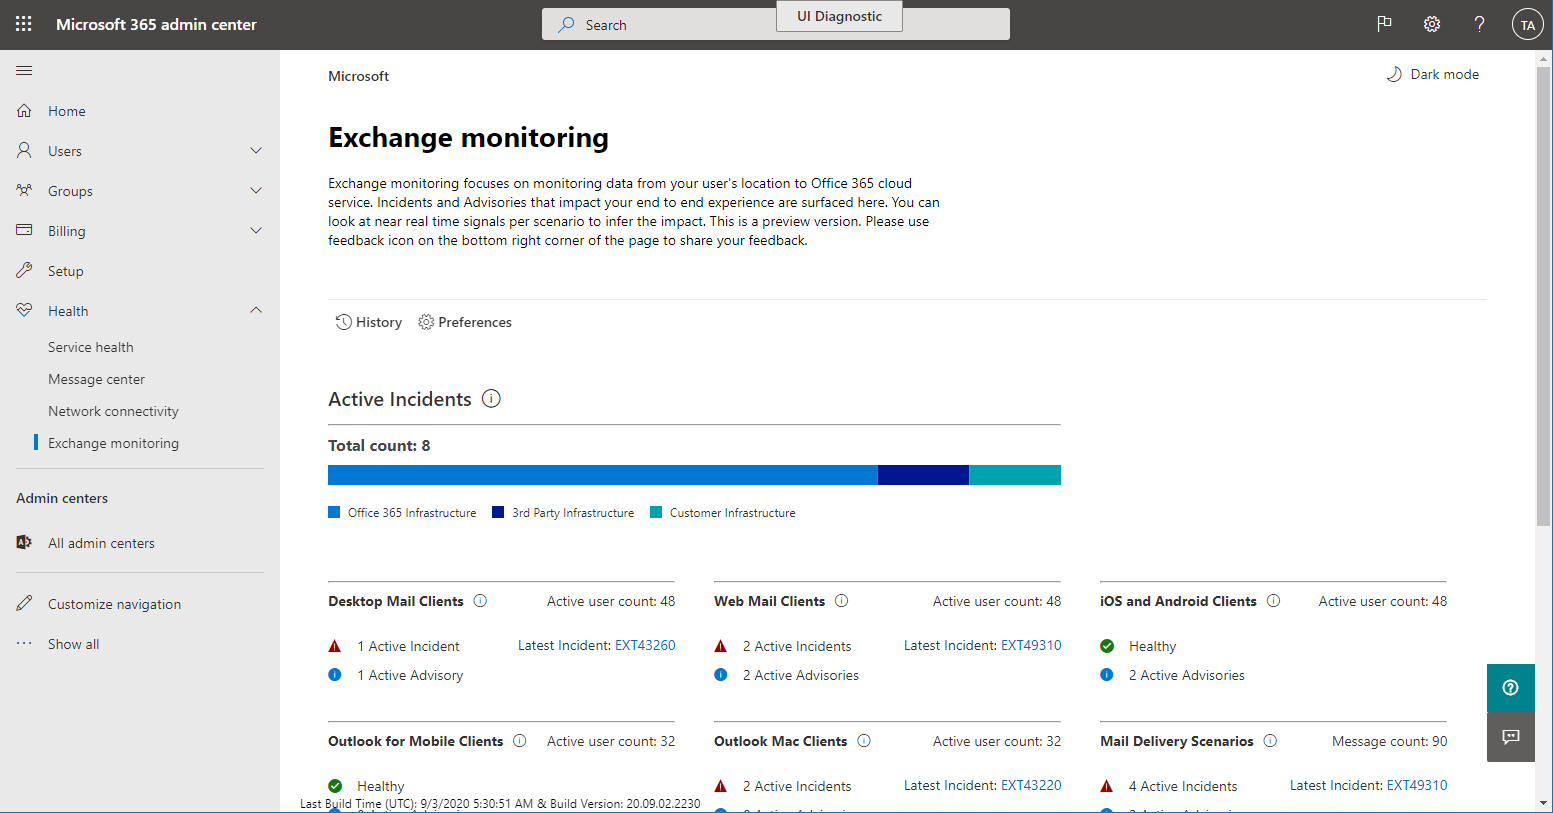 Microsoft 365 admin center
Search
UI Diagnostic
TA
Home
Users
Groups
Billing
Setup
Health
Service health
Message center
Network connectivity
Exchange monitoring
Admin centers
All admin centers
Customize navigation
Show all
Microsoft
Dark mode
Exchange monitoring
Exchange monitoring focuses on monitoring data from your user's location to Office 365 cloud
service. Incidents and Advisories that impact your end to end experience are surfaced here. You can
look at near real time signals per scenario to infer the impact. This is a preview version. Please use
feedback icon on the bottom right corner of the page to share your feedback.
History Preferences
Active Incidents
Total count: 8
Office 365 Infrastructure 3rd Party Infrastructure Customer Infrastructure
Desktop Mail Clients Active user count: 48
1 Active Incident Latest Incident: EXT43260
1 Active Advisory
Web Mail Clients Active user count: 48
2 Active Incidents Latest Incident: EXT49310
2 Active Advisories
iOS and Android Clients Active user count: 48
Healthy
2 Active Advisories
Outlook for Mobile Clients Active user count: 32
Healthy
Outlook Mac Clients Active user count: 32
2 Active Incidents Latest Incident: EXT43220
Mail Delivery Scenarios Message count: 90
4 Active Incidents Latest Incident: EXT49310
Last Build Time (UTC): 9/3/2020 5:30:51 AM & Build Version: 20.09.02.2230